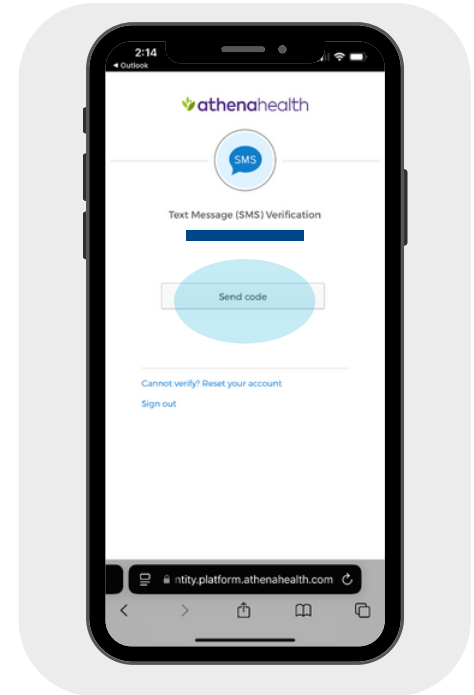 2:14
◀ Outlook
athenahealth
SMS
Text Message (SMS) Verification
Send code
Cannot verify? Reset your account
Sign out
ntity.platform.athenahealth.com